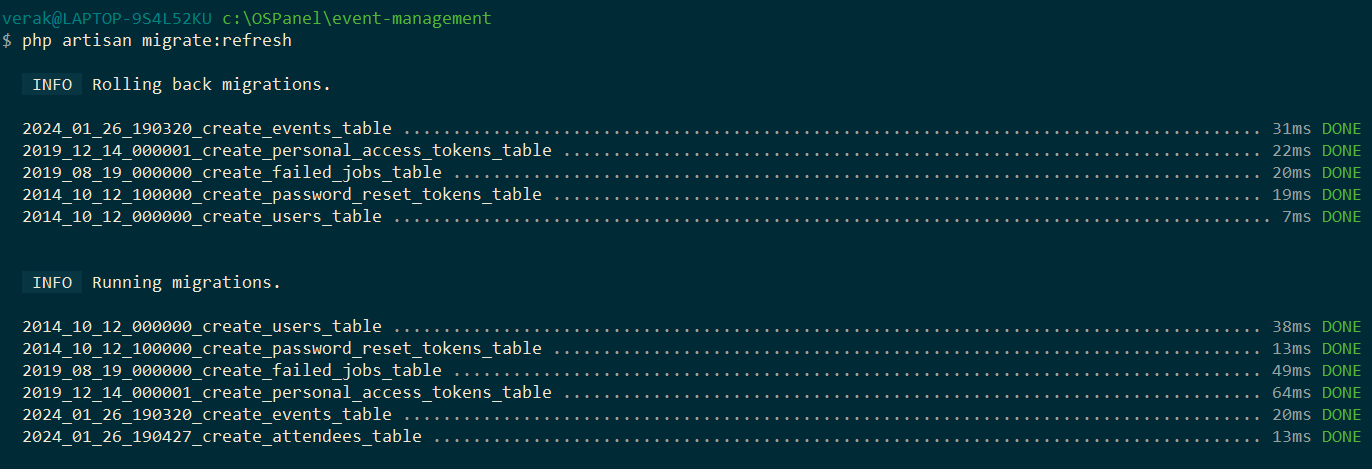 verak@LAPTOP-9S4L52KU c:\OSPanel\event-management
$ php artisan migrate:refresh
INFO Rolling back migrations.
2024_01_26_190320_create_events_table ...................................................................................... 31ms DONE
2019_12_14_000001_create_personal_access_tokens_table ...................................................................... 22ms DONE
2019_08_19_000000_create_failed_jobs_table ................................................................................. 20ms DONE
2014_10_12_100000_create_password_reset_tokens_table ....................................................................... 19ms DONE
2014_10_12_000000_create_users_table ........................................................................................ 7ms DONE
INFO Running migrations.
2014_10_12_000000_create_users_table ....................................................................................... 38ms DONE
2014_10_12_100000_create_password_reset_tokens_table ....................................................................... 13ms DONE
2019_08_19_000000_create_failed_jobs_table ................................................................................. 49ms DONE
2019_12_14_000001_create_personal_access_tokens_table ...................................................................... 64ms DONE
2024_01_26_190320_create_events_table ...................................................................................... 20ms DONE
2024_01_26_190427_create_attendees_table ................................................................................... 13ms DONE